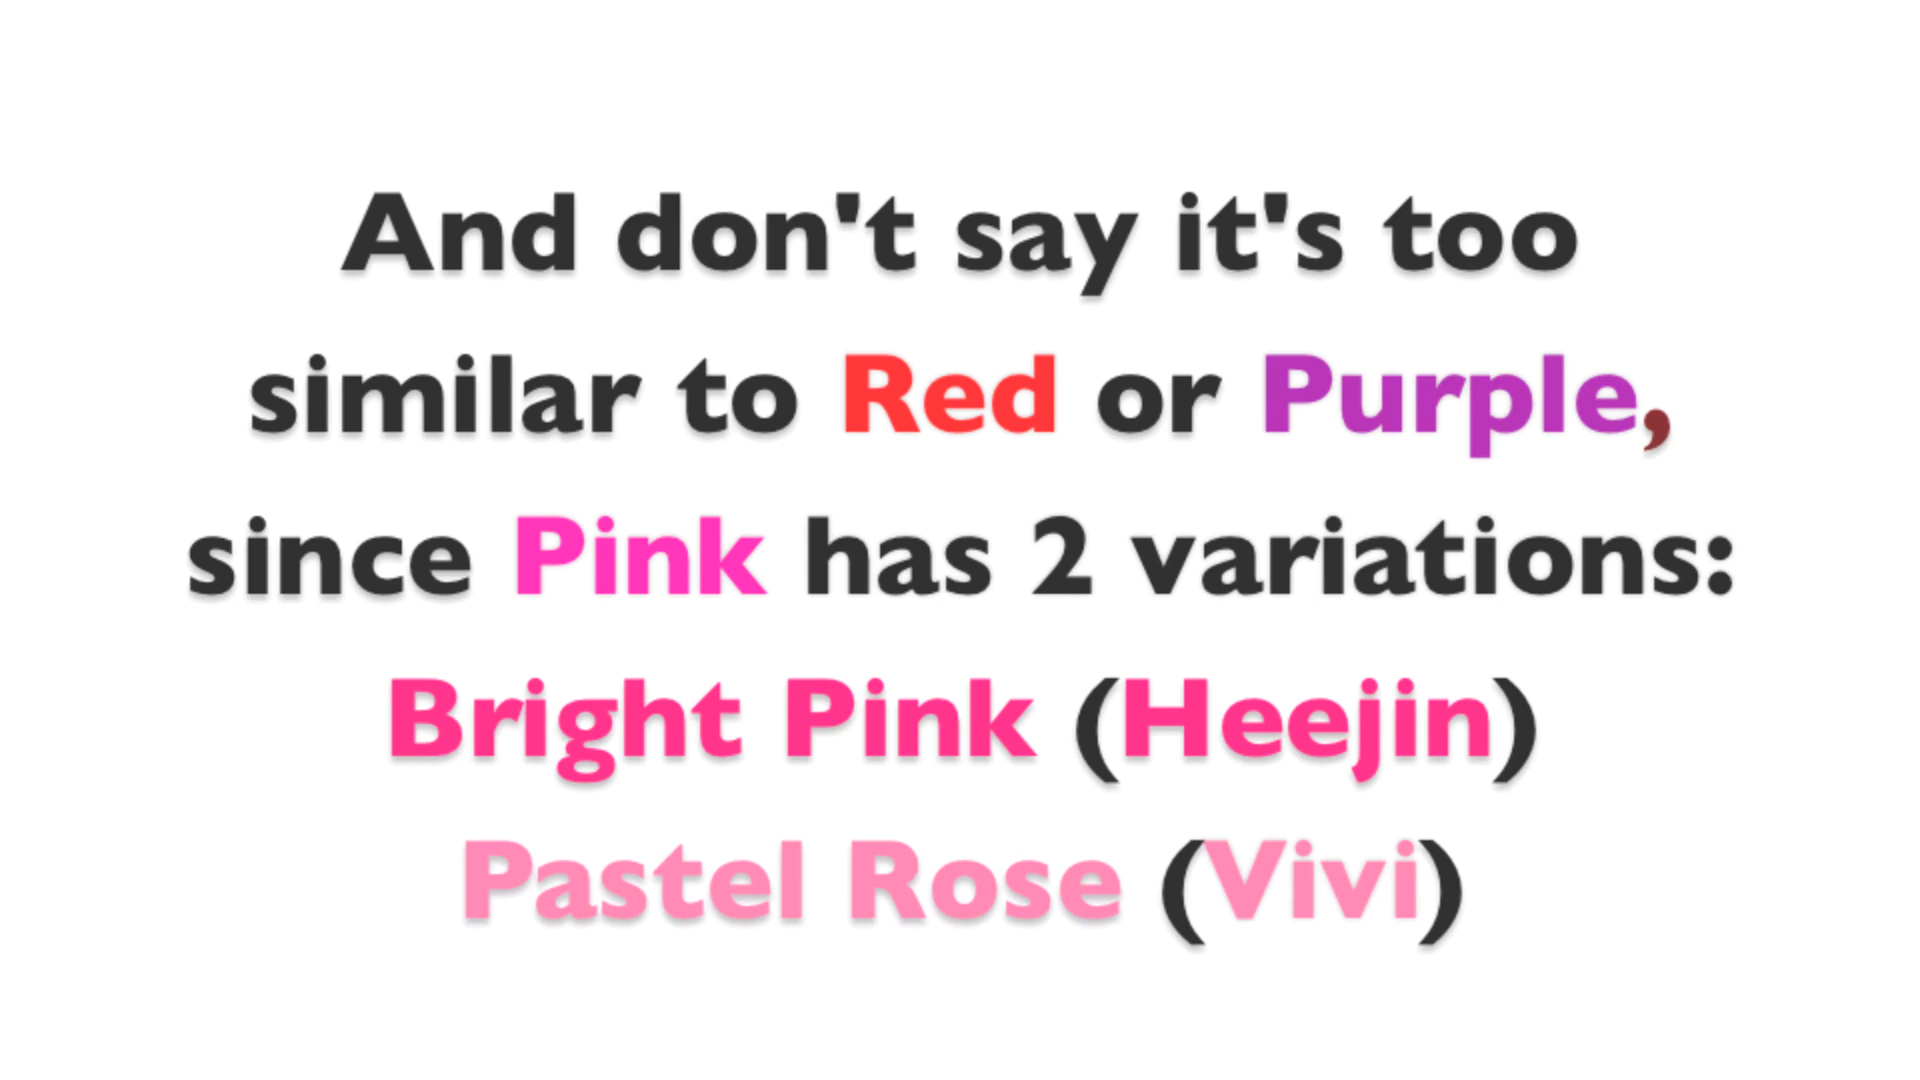 And don't say it's too
similar to Red or Purple,
since Pink has 2 variations:
Bright Pink (Heejin)
Pastel Rose (Vivi)